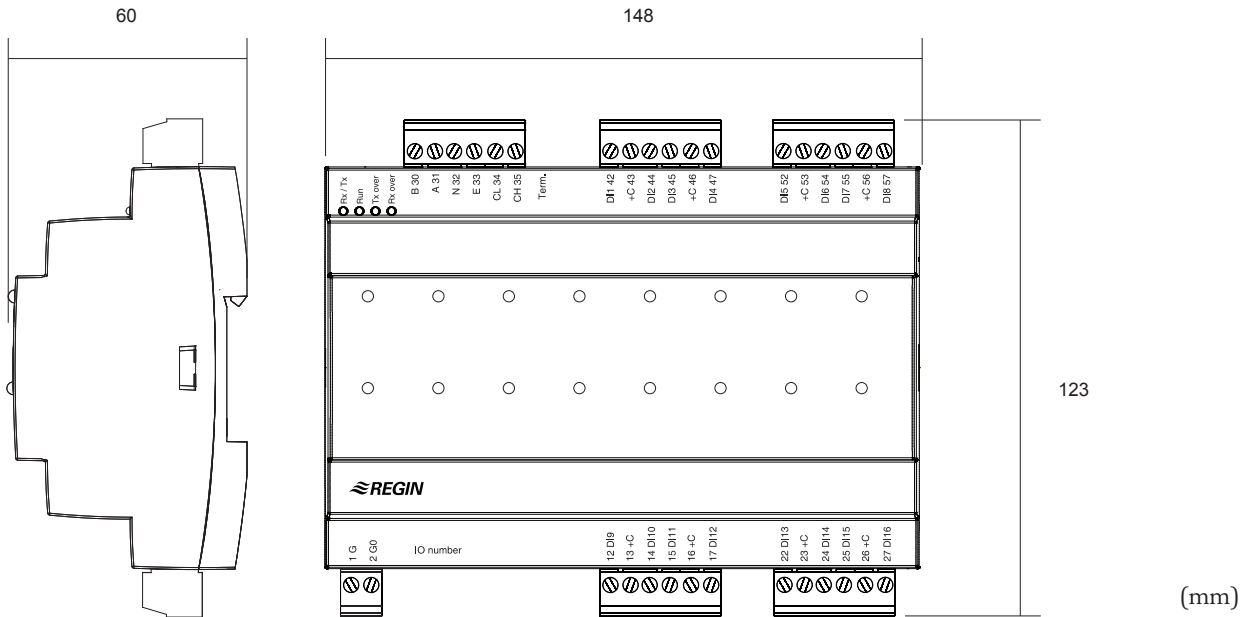 60
148
Rx / Tx
Run
Tx over
Rx over
B 30
A 31
N 32
E 33
CL 34
CH 35
Term.
DI1 42
+C 43
DI2 44
DI3 45
+C 46
DI4 47
DI5 52
+C 53
DI6 54
DI7 55
+C 56
DI8 57
123
REGIN
1 G
2 G0
IO number
12 DI9
13 +C
14 DI10
15 DI11
16 +C
17 DI12
22 DI13
23 +C
24 DI14
25 DI15
26 +C
27 DI16
(mm)